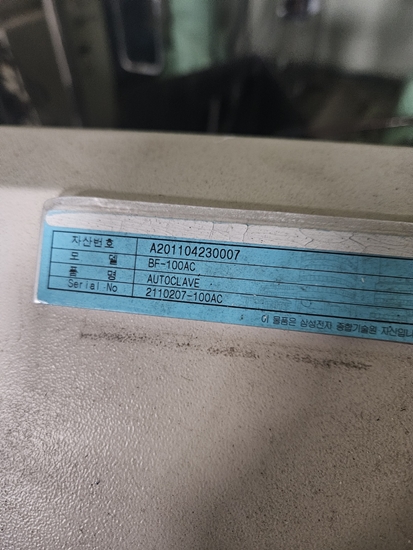 자산번호 A201104230007
모 델 BF-100AC
품 명 AUTOCLAVE
Serial No 2110207-100AC
이 물품은 삼성전자 종합기술원 자산입니